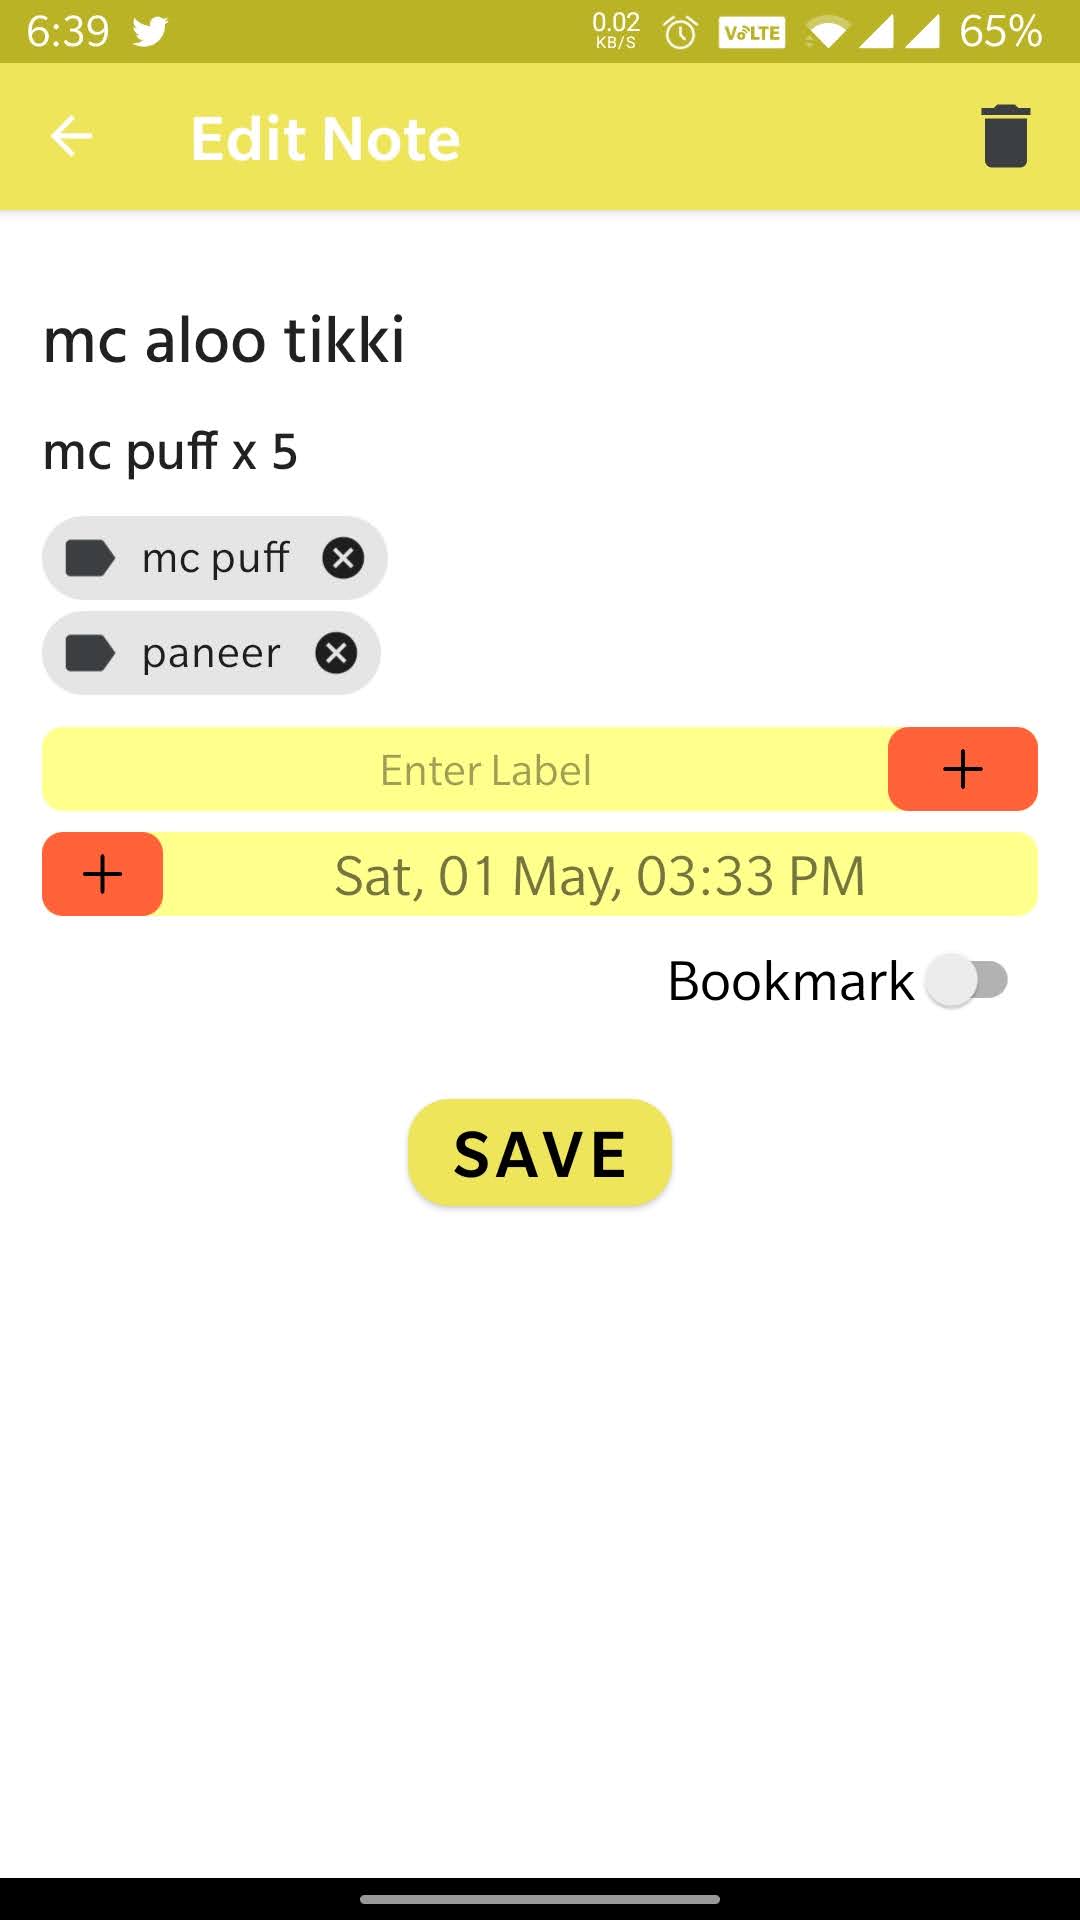 6:39 0.02 KB/S VoLTE 65%
Edit Note
mc aloo tikki
mc puff x 5
mc puff
paneer
Enter Label +
+ Sat, 01 May, 03:33 PM
Bookmark
SAVE